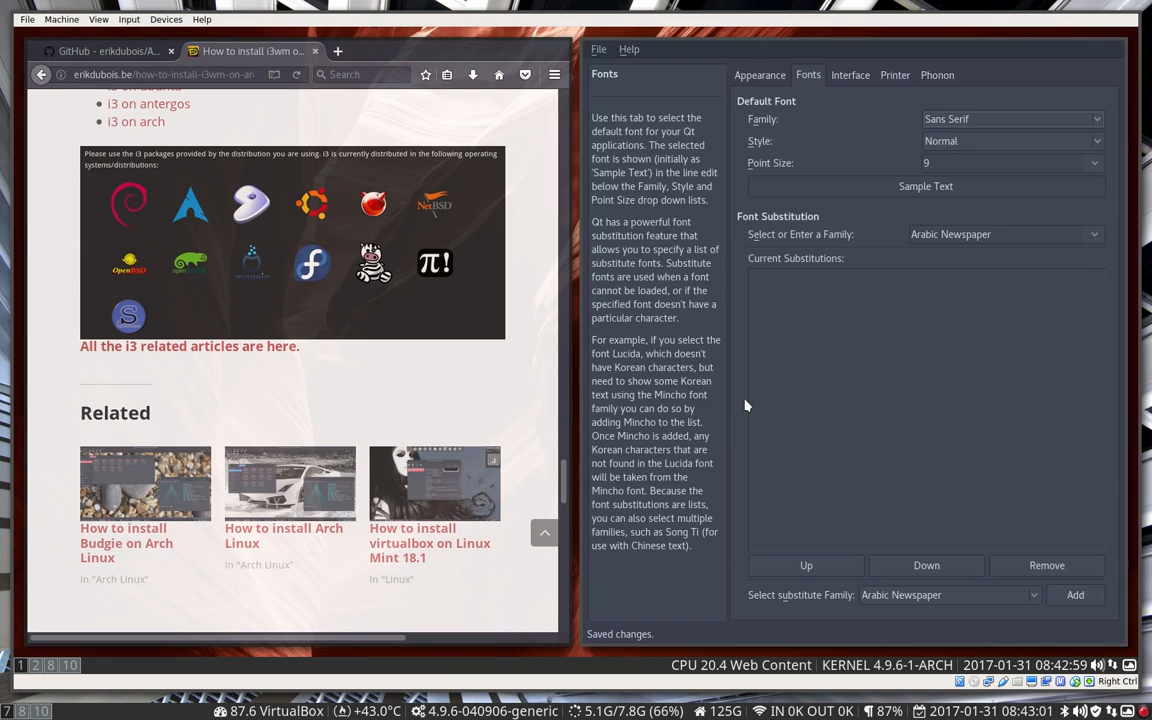 File Machine View Input Devices Help
GitHub - erikdubois/A...
How to install i3wm o...
erikdubois.be/how-to-install-i3wm-on-ar
Search
i3 on ubuntu
i3 on antergos
i3 on arch
Please use the i3 packages provided by the distribution you are using. i3 is currently distributed in the following operating
systems/distributions:
NetBSD
OpenBSD
openSUSE
mageia
π!
All the i3 related articles are here.
Related
How to install
Budgie on Arch
Linux
In "Arch Linux"
How to install Arch
Linux
In "Arch Linux"
How to install
virtualbox on Linux
Mint 18.1
In "Linux"
File Help
Fonts
Use this tab to select the
default font for your Qt
applications. The selected
font is shown (initially as
'Sample Text') in the line edit
below the Family, Style and
Point Size drop down lists.
Qt has a powerful font
substitution feature that
allows you to specify a list of
substitute fonts. Substitute
fonts are used when a font
cannot be loaded, or if the
specified font doesn't have a
particular character.
For example, if you select the
font Lucida, which doesn't
have Korean characters, but
need to show some Korean
text using the Mincho font
family you can do so by
adding Mincho to the list.
Once Mincho is added, any
Korean characters that are
not found in the Lucida font
will be taken from the
Mincho font. Because the
font substitutions are lists,
you can also select multiple
families, such as Song Ti (for
use with Chinese text).
Appearance Fonts Interface Printer Phonon
Default Font
Family: Sans Serif
Style: Normal
Point Size: 9
Sample Text
Font Substitution
Select or Enter a Family: Arabic Newspaper
Current Substitutions:
Up Down Remove
Select substitute Family: Arabic Newspaper Add
Saved changes.
1 2 8 10
CPU 20.4 Web Content KERNEL 4.9.6-1-ARCH 2017-01-31 08:42:59
Right Ctrl
7 8 10
87.6 VirtualBox +43.0°C 4.9.6-040906-generic 5.1G/7.8G (66%) 125G IN 0K OUT 0K ¶ 87% 2017-01-31 08:43:01